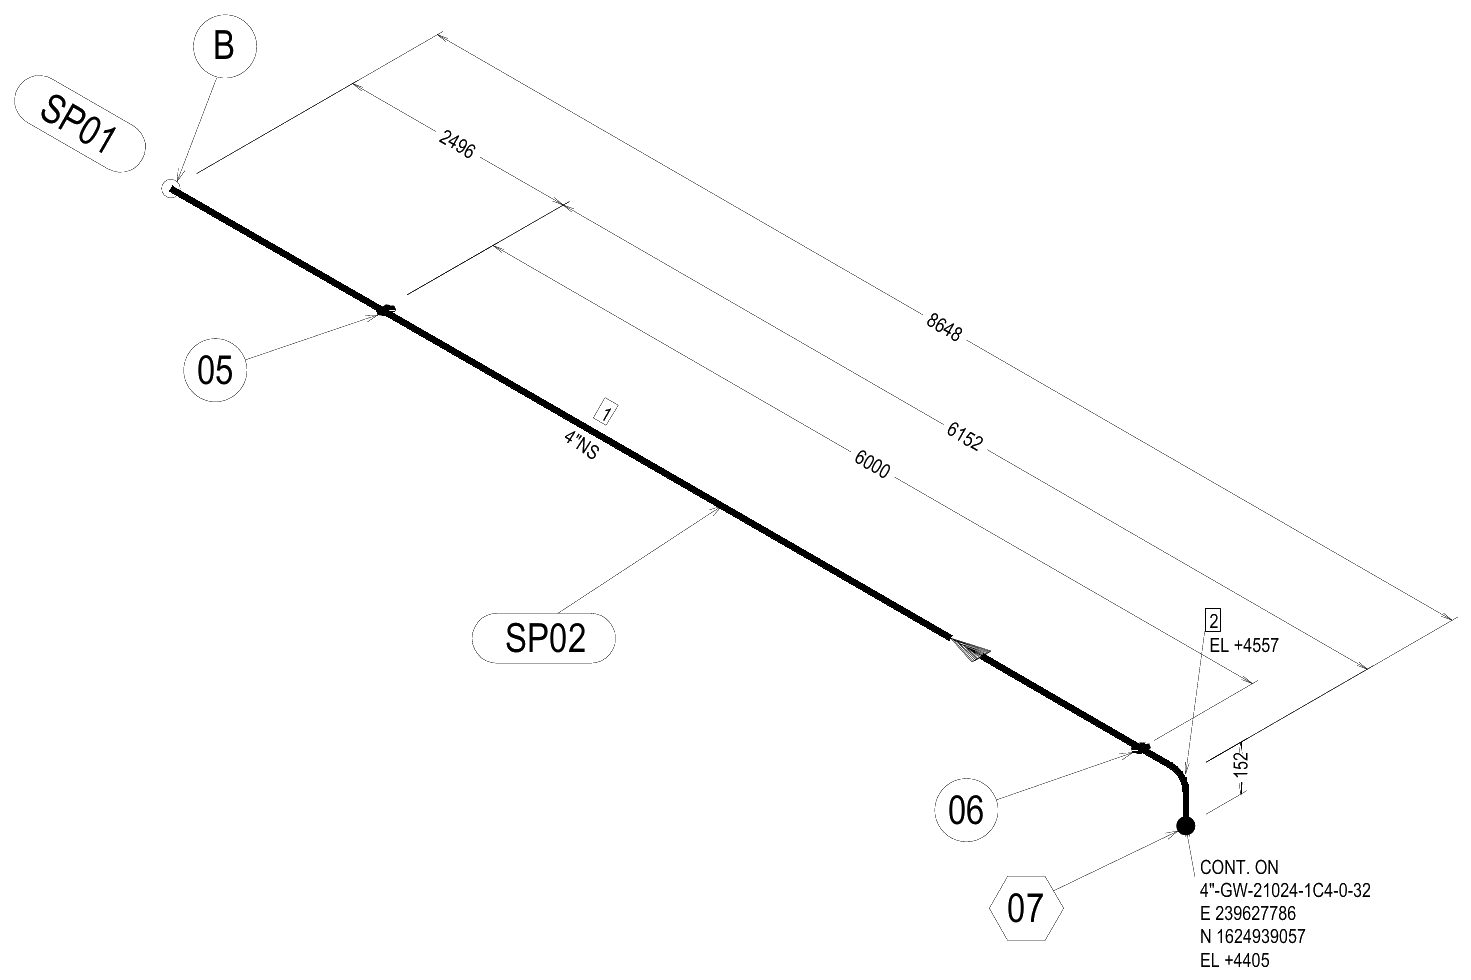 B
SP01
2496
8648
05
1
4"NS
6152
6000
SP02
2
EL +4557
152
06
07
CONT. ON
4"-GW-21024-1C4-0-32
E 239627786
N 1624939057
EL +4405